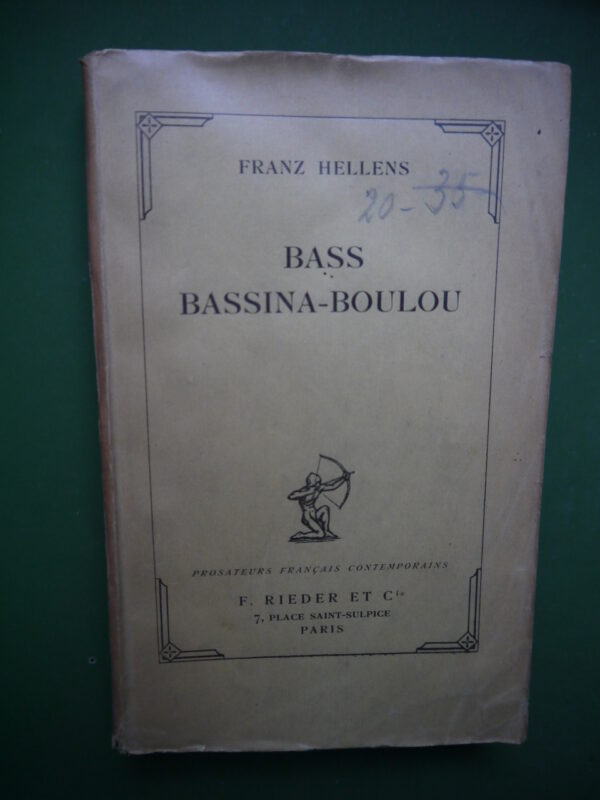 FRANZ HELLENS
20 - 35
BASS
BASSINA-BOULOU
PROSATEURS FRANÇAIS CONTEMPORAINS
F. RIEDER ET Cie
7, PLACE SAINT-SULPICE
PARIS